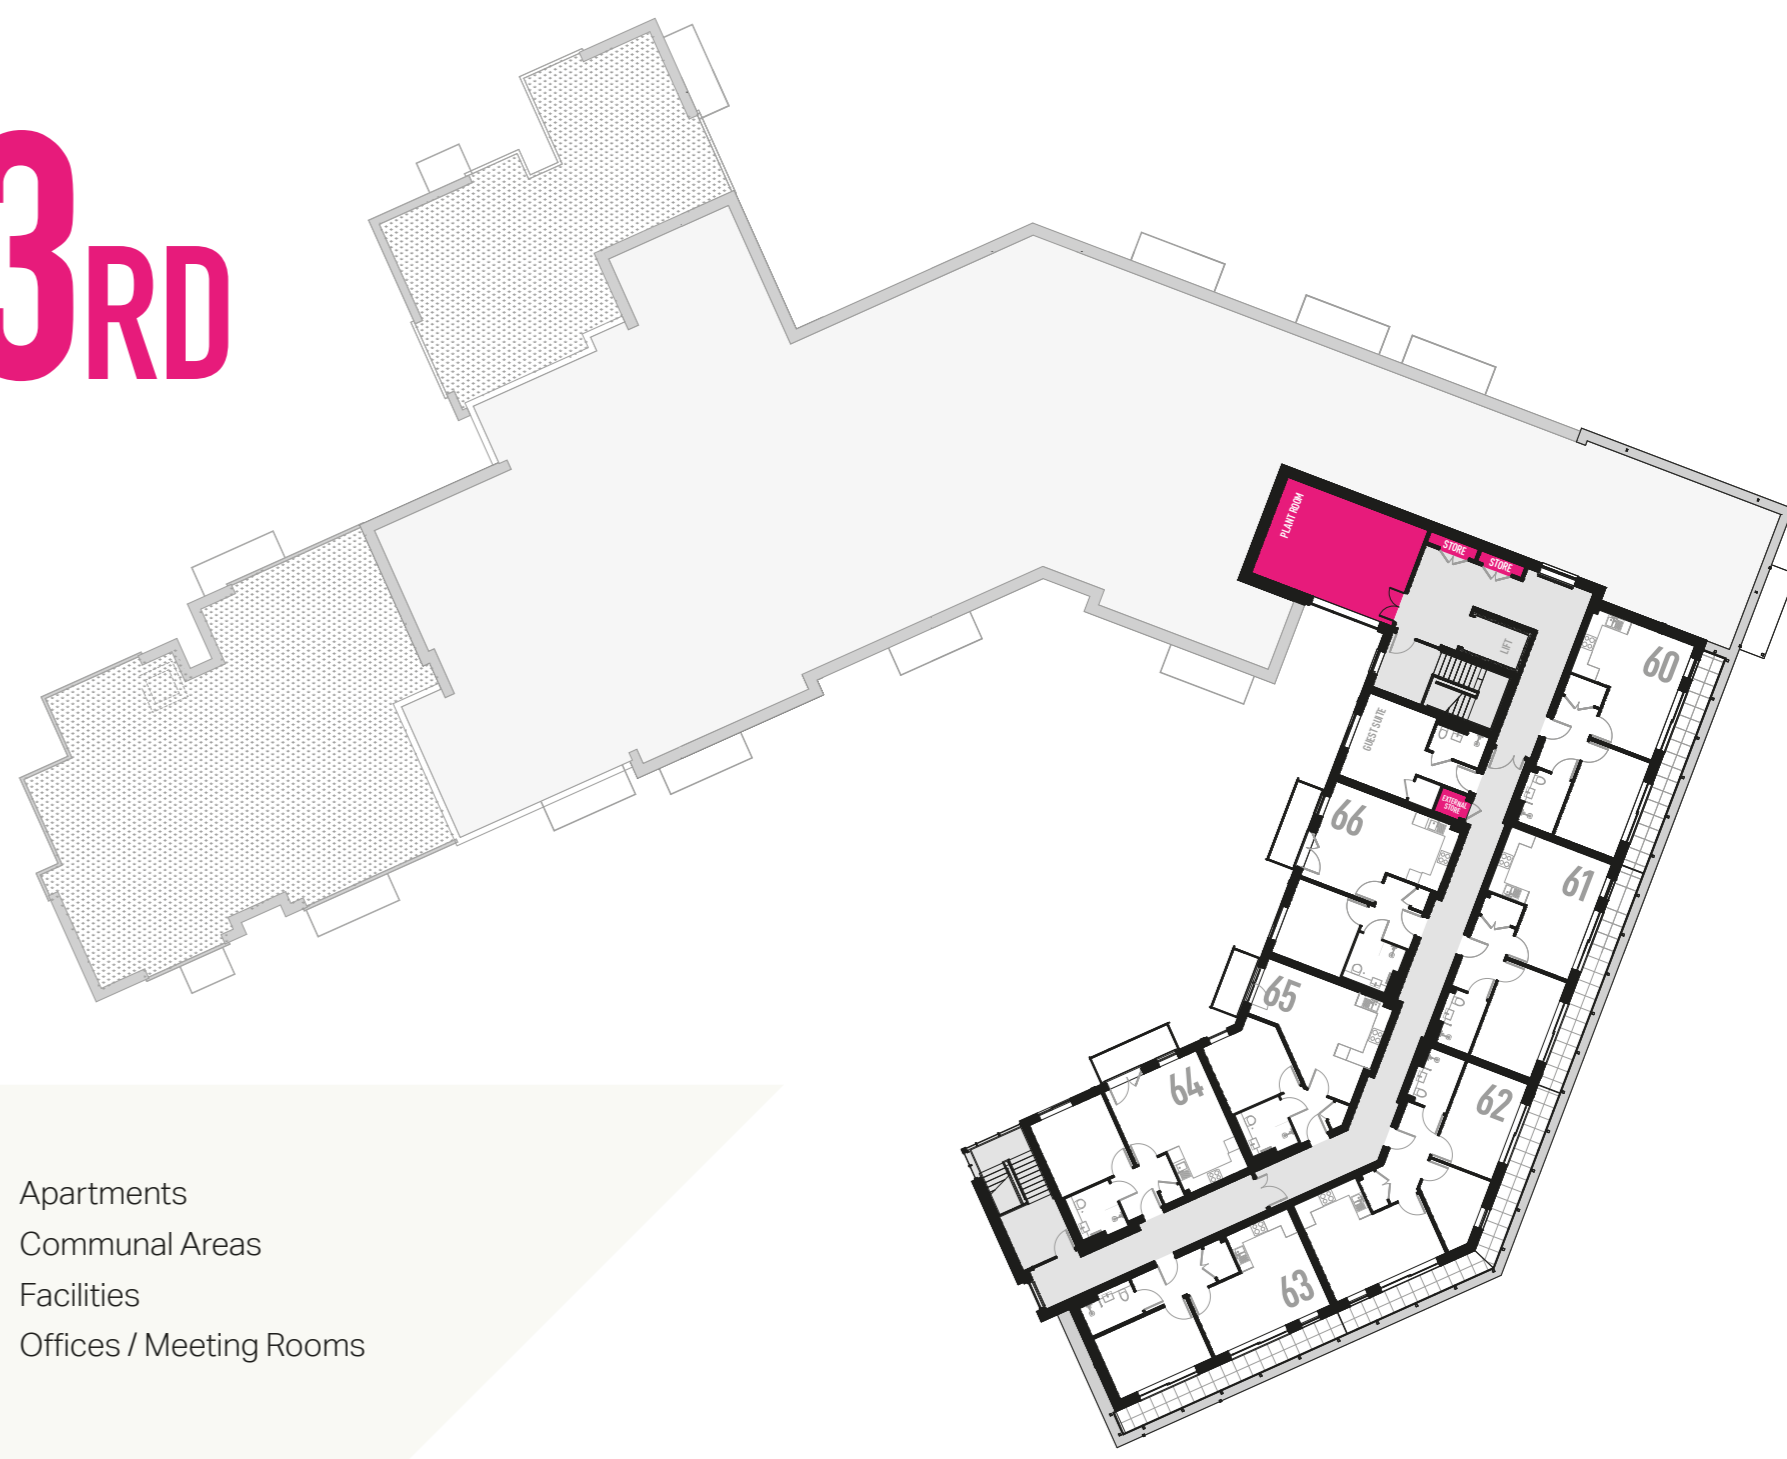 3RD
PLANT ROOM
STORE
STORE
LIFT
60
GUEST SUITE
EXTERNAL
STORE
66
61
65
64
62
63
Apartments
Communal Areas
Facilities
Offices / Meeting Rooms